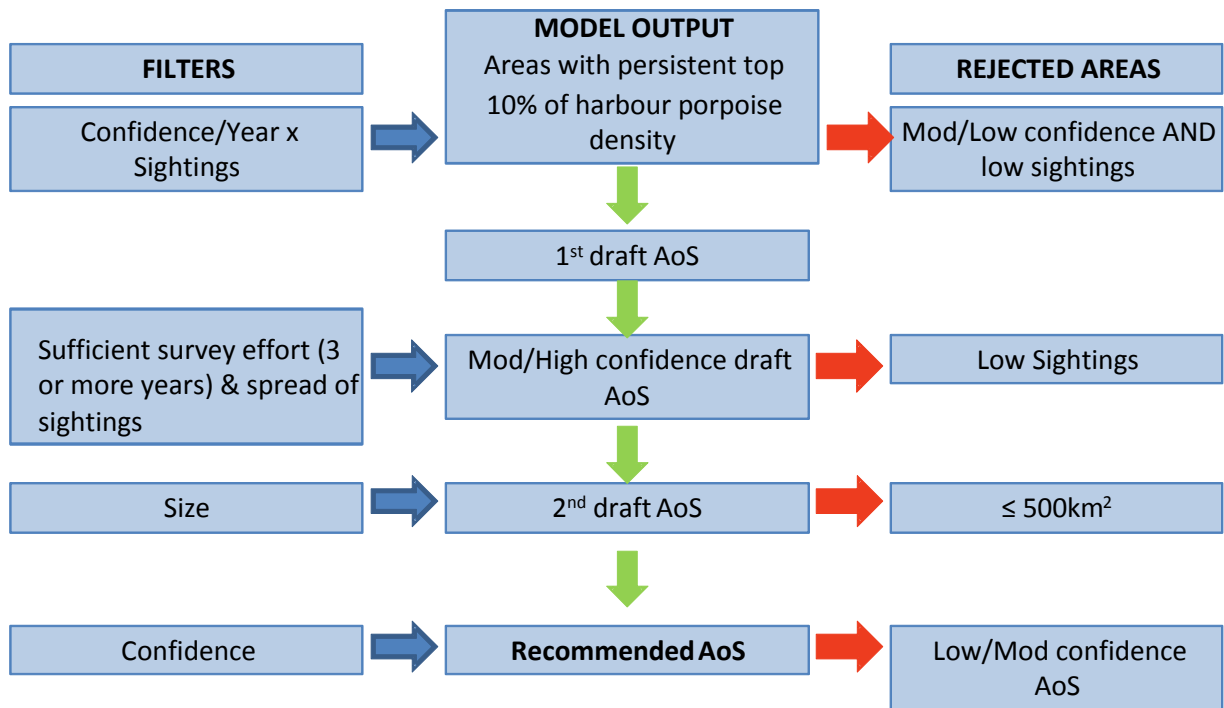 FILTERS
MODEL OUTPUT
Areas with persistent top
10% of harbour porpoise
density
REJECTED AREAS
Confidence/Year x
Sightings
Mod/Low confidence AND
low sightings
1st draft AoS
Sufficient survey effort (3
or more years) & spread of
sightings
Mod/High confidence draft
AoS
Low Sightings
Size
2nd draft AoS
≤ 500km²
Confidence
Recommended AoS
Low/Mod confidence
AoS